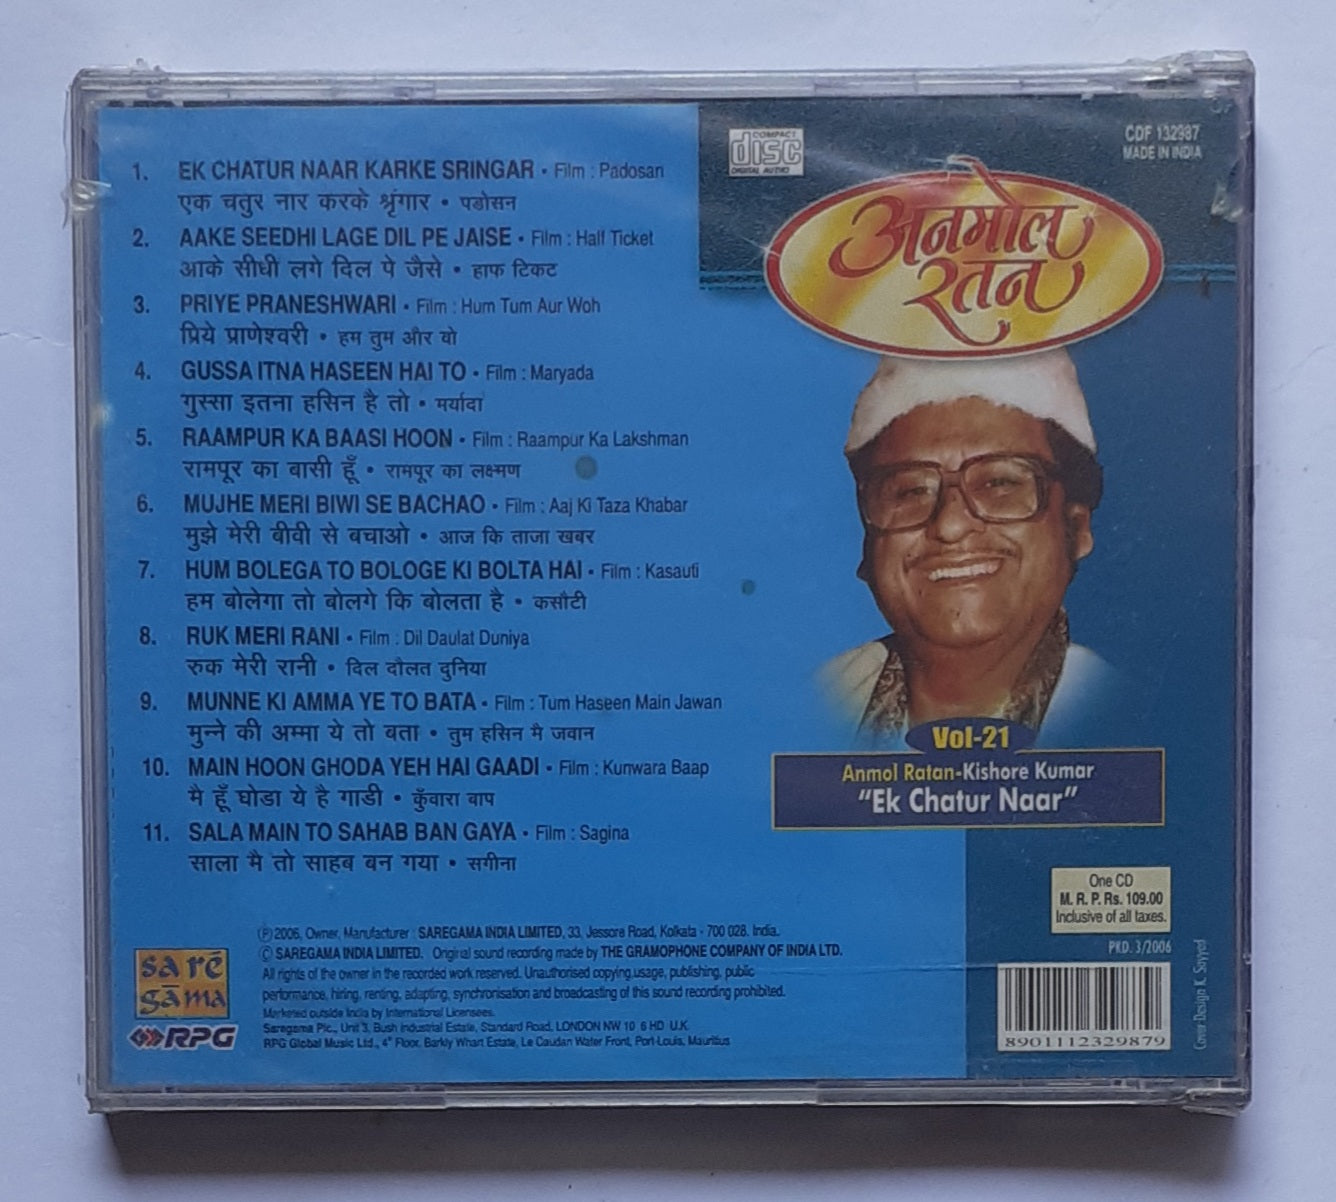 1. EK CHATUR NAAR KARKE SRINGAR • Film : Padosan
एक चतुर नार करके श्रृंगार • पडोसन
2. AAKE SEEDHI LAGE DIL PE JAISE • Film : Half Ticket
आके सीधी लगे दिल पे जैसे • हाफ टिकट
3. PRIYE PRANESHWARI • Film : Hum Tum Aur Woh
प्रिये प्राणेश्वरी • हम तुम और वो
4. GUSSA ITNA HASEEN HAI TO • Film : Maryada
गुस्सा इतना हसिन है तो • मर्यादा
5. RAAMPUR KA BAASI HOON • Film : Raampur Ka Lakshman
रामपूर का बासी हूँ • रामपूर का लक्ष्मण
6. MUJHE MERI BIWI SE BACHAO • Film : Aaj Ki Taza Khabar
मुझे मेरी बीवी से बचाओ • आज कि ताजा खबर
7. HUM BOLEGA TO BOLOGE KI BOLTA HAI • Film : Kasauti
हम बोलेगा तो बोलगे कि बोलता है • कसौटी
8. RUK MERI RANI • Film : Dil Daulat Duniya
रुक मेरी रानी • दिल दौलत दुनिया
9. MUNNE KI AMMA YE TO BATA • Film : Tum Haseen Main Jawan
मुन्ने की अम्मा ये तो बता • तुम हसिन मै जवान
10. MAIN HOON GHODA YEH HAI GAADI • Film : Kunwara Baap
मै हूँ घोडा ये है गाडी • कुँवारा बाप
11. SALA MAIN TO SAHAB BAN GAYA • Film : Sagina
साला मै तो साहब बन गया • सगीना
COMPACT
disc
DIGITAL AUDIO
CDF 132987
MADE IN INDIA
अनमोल
रतन
Vol-21
Anmol Ratan-Kishore Kumar
"Ek Chatur Naar"
One CD
M. R. P. Rs. 109.00
Inclusive of all taxes.
PKD. 3/2006
8901112329879
Cover Design K. Sayyed
sa re
gā ma
RPG
℗ 2006, Owner, Manufacturer : SAREGAMA INDIA LIMITED, 33, Jessore Road, Kolkata - 700 028. India.
© SAREGAMA INDIA LIMITED. Original sound recording made by THE GRAMOPHONE COMPANY OF INDIA LTD.
All rights of the owner in the recorded work reserved. Unauthorised copying,usage, publishing, public
performance, hiring, renting, adapting, synchronisation and broadcasting of this sound recording prohibited.
Marketed outside India by International Licensees.
Saregama Plc., Unit 3, Bush Industrial Estate, Standard Road, LONDON NW 10 6 HD U.K.
RPG Global Music Ltd., 4th Floor, Barkly Wharf Estate, Le Caudan Water Front, Port-Louis, Mauritius